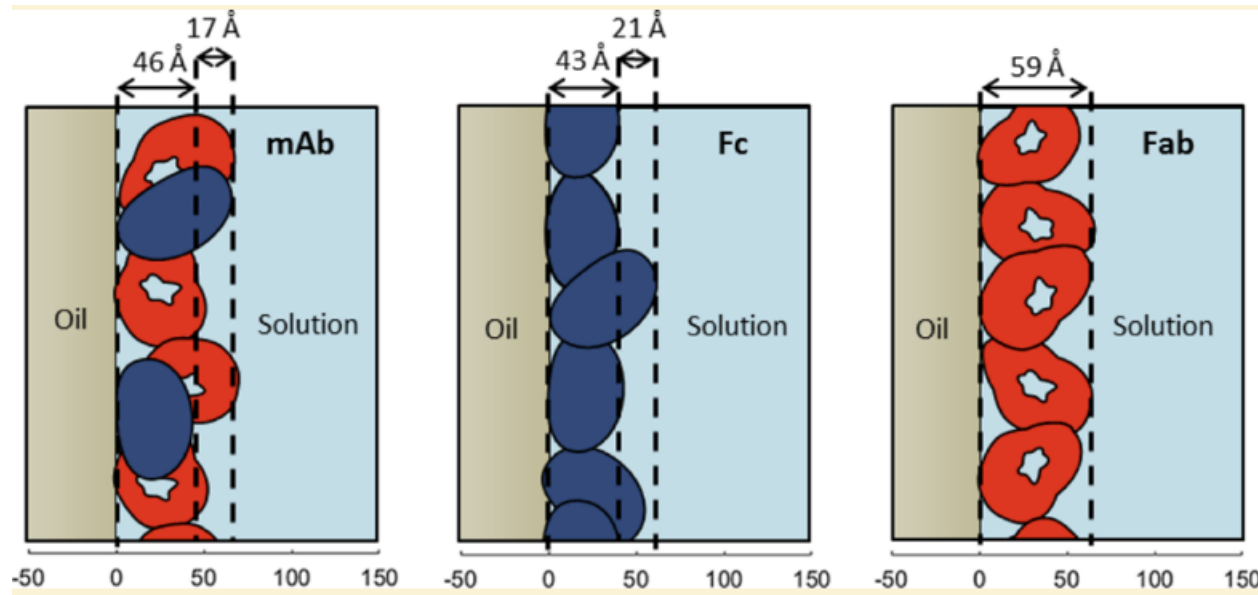 17 Å
46 Å
mAb
Oil
Solution
-50 0 50 100 150
21 Å
43 Å
Fc
Oil
Solution
-50 0 50 100 150
59 Å
Fab
Oil
Solution
-50 0 50 100 150